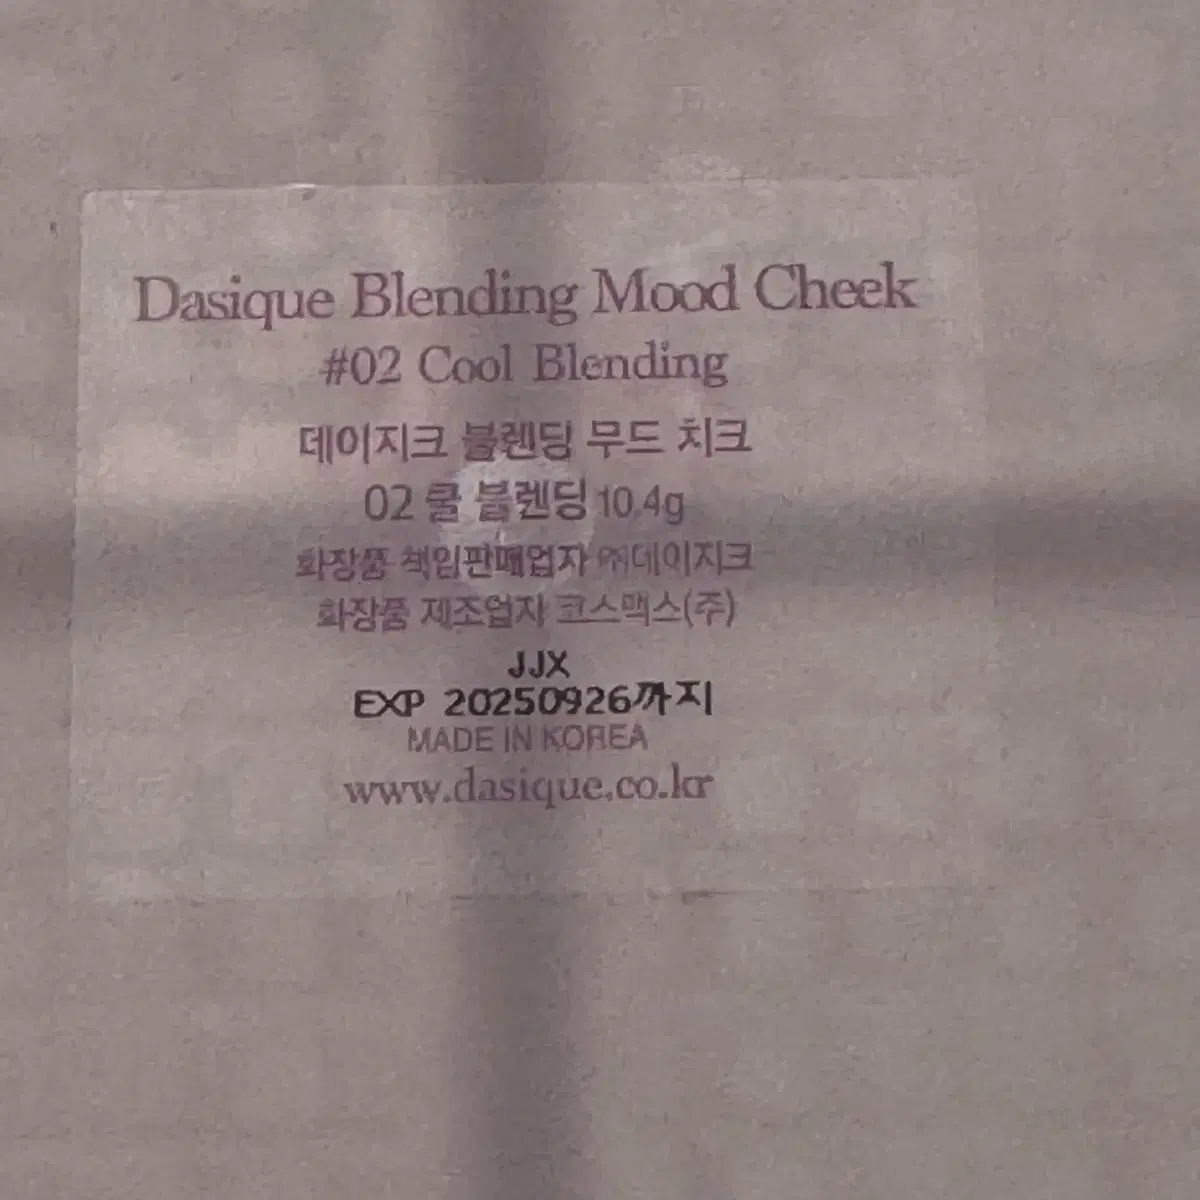 Dasique Blending Mood Cheek
#02 Cool Blending
데이지크 블렌딩 무드 치크
02 쿨 블렌딩 10.4g
화장품 책임판매업자 ㈜데이지크
화장품 제조업자 코스맥스(주)
JJX
EXP 20250926까지
MADE IN KOREA
www.dasique.co.kr